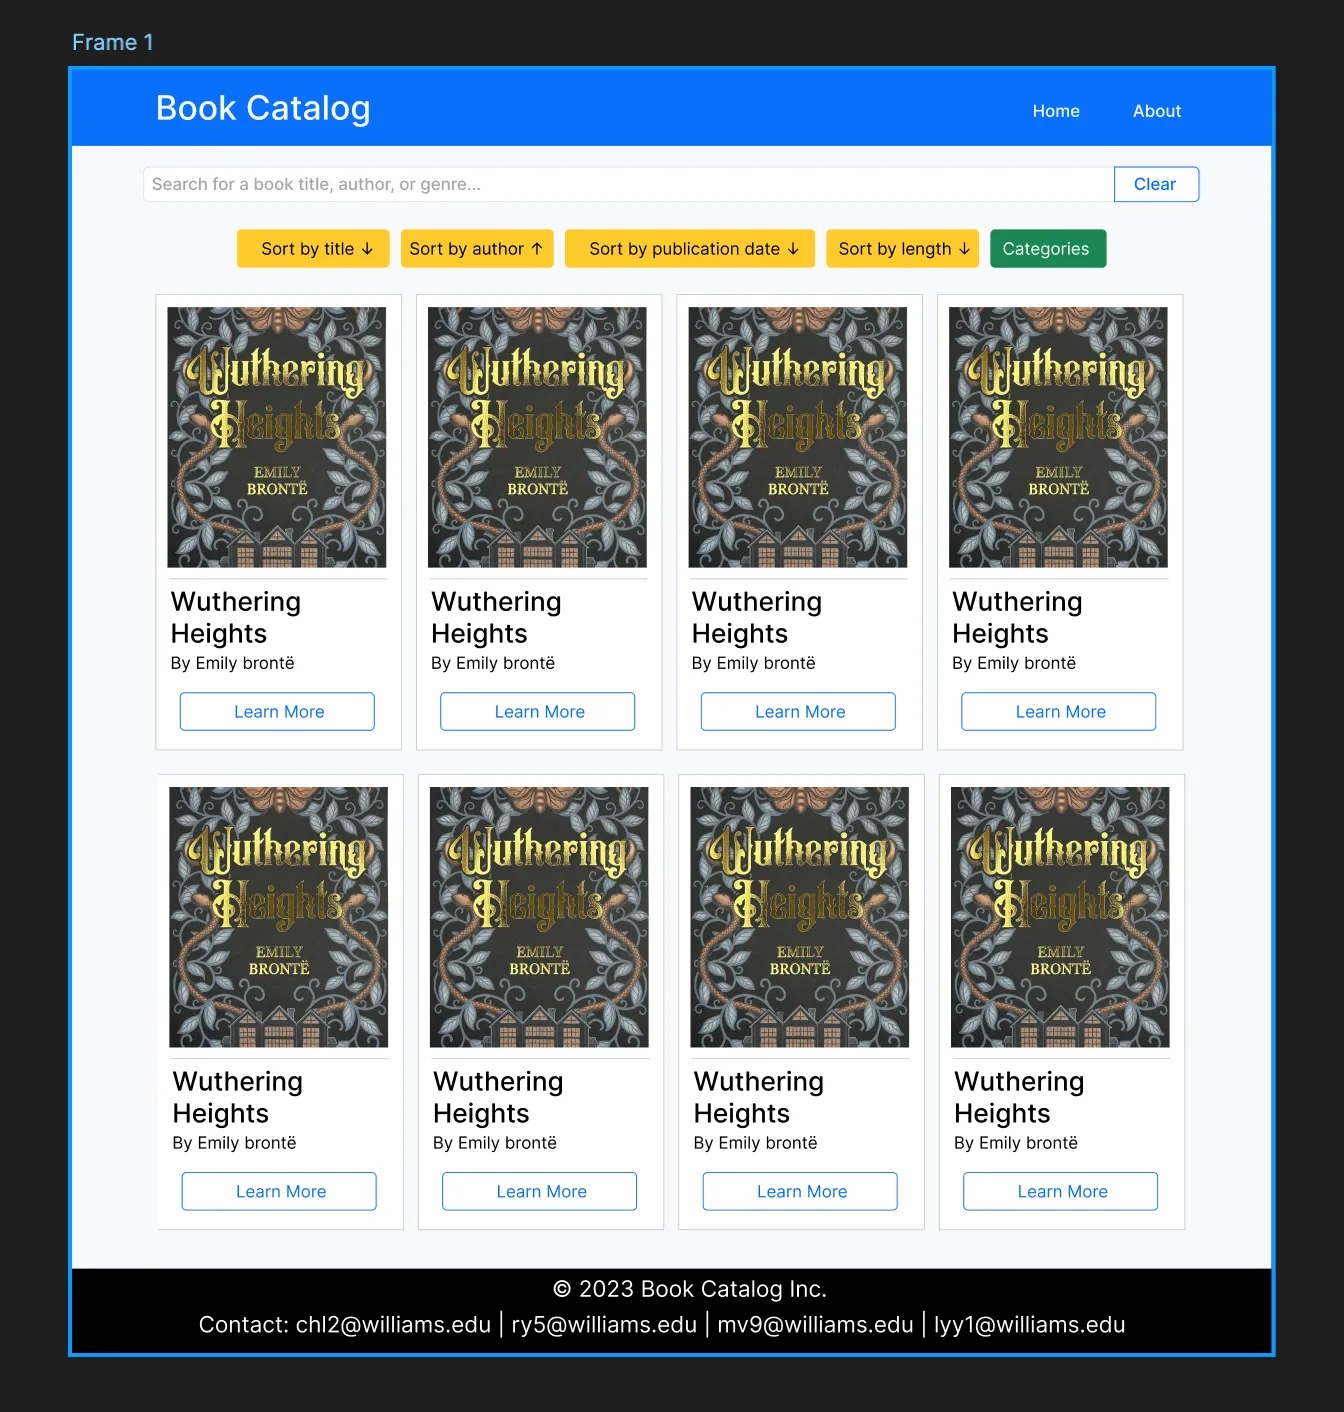 Frame 1
Book Catalog
Home About
Search for a book title, author, or genre...
Clear
Sort by title ↓ Sort by author ↑ Sort by publication date ↓ Sort by length ↓ Categories
Wuthering Wuthering Wuthering Wuthering
Heights Heights Heights Heights
EMILY EMILY EMILY EMILY
BRONTË BRONTË BRONTË BRONTË
Wuthering Wuthering Wuthering Wuthering
Heights Heights Heights Heights
By Emily brontë By Emily brontë By Emily brontë By Emily brontë
Learn More Learn More Learn More Learn More
Wuthering Wuthering Wuthering Wuthering
Heights Heights Heights Heights
EMILY EMILY EMILY EMILY
BRONTË BRONTË BRONTË BRONTË
Wuthering Wuthering Wuthering Wuthering
Heights Heights Heights Heights
By Emily brontë By Emily brontë By Emily brontë By Emily brontë
Learn More Learn More Learn More Learn More
© 2023 Book Catalog Inc.
Contact: chl2@williams.edu | ry5@williams.edu | mv9@williams.edu | lyy1@williams.edu